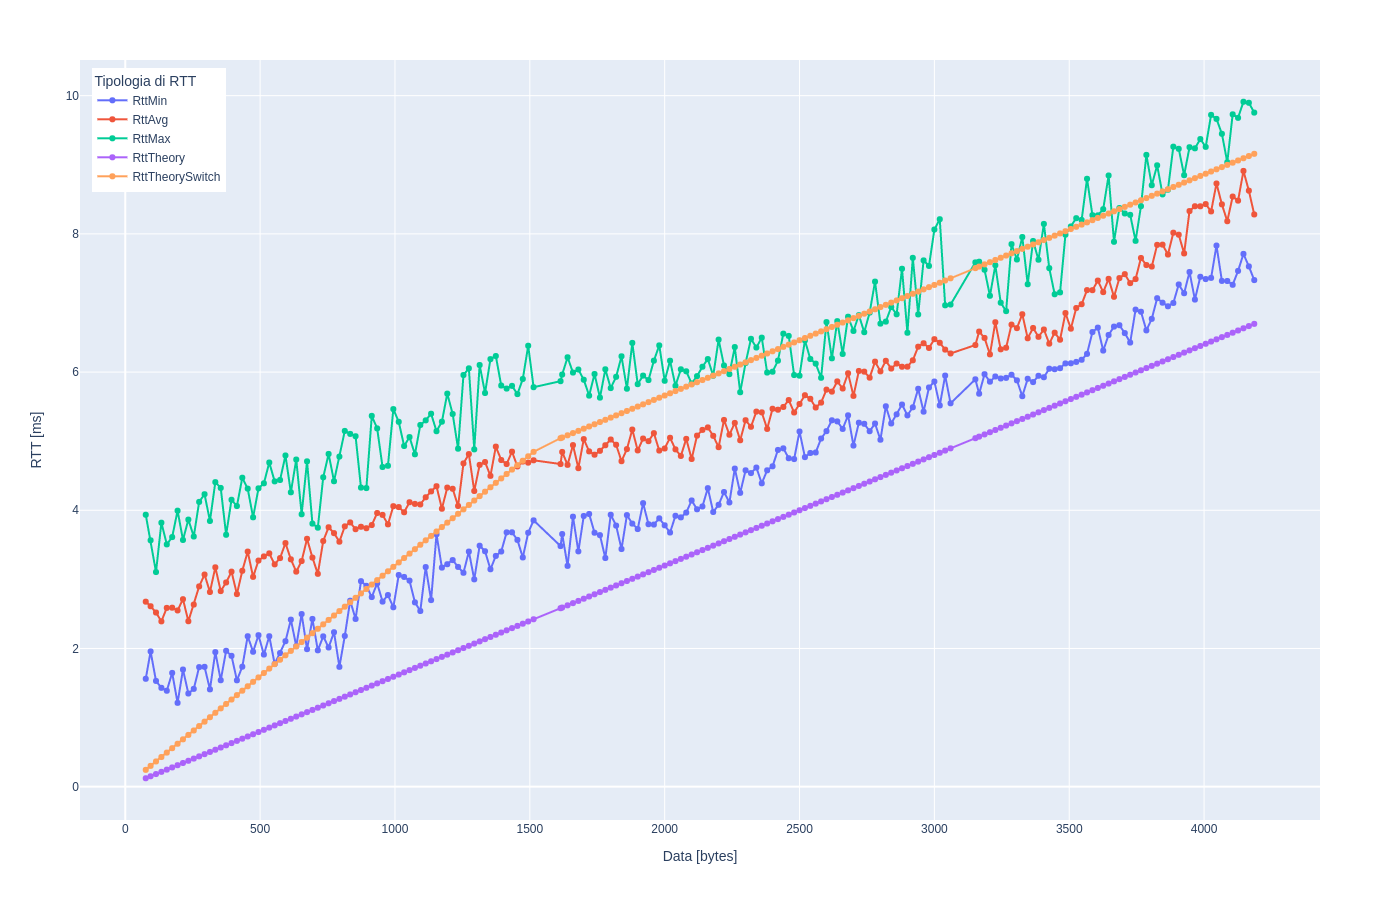 Tipologia di RTT
RttMin
RttAvg
RttMax
RttTheory
RttTheorySwitch
10
8
6
4
2
0
RTT [ms]
0 500 1000 1500 2000 2500 3000 3500 4000
Data [bytes]